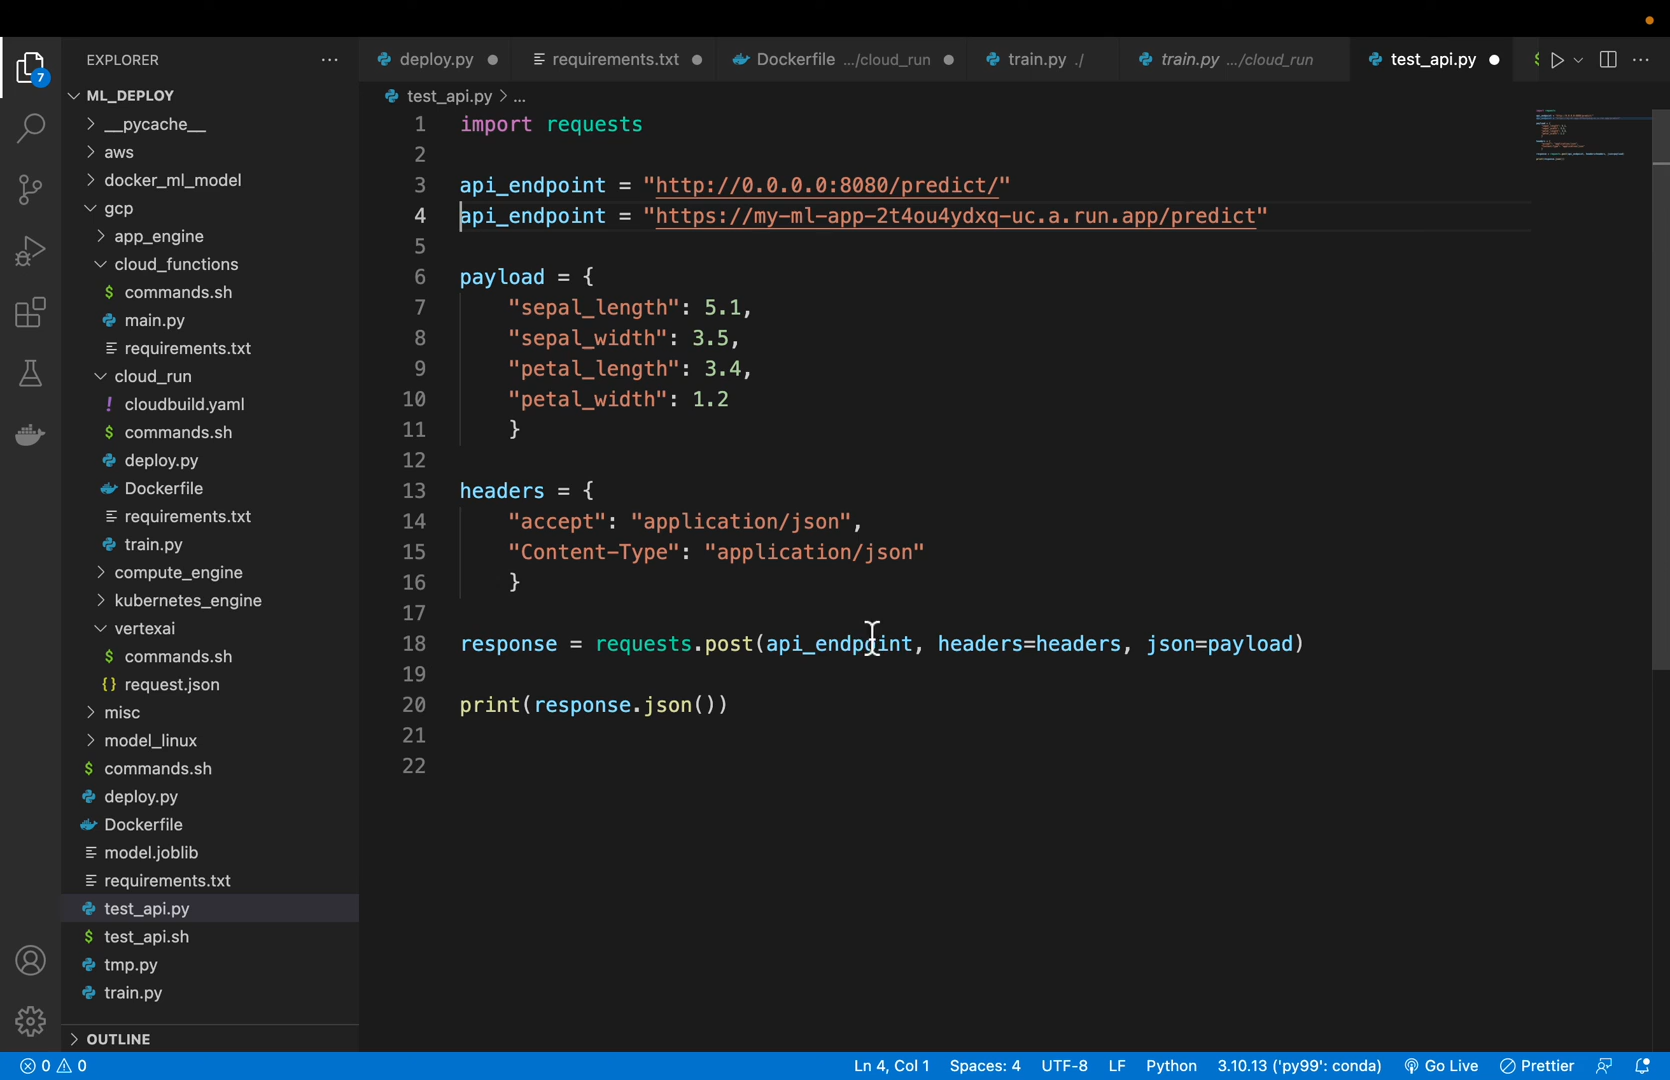 7
EXPLORER
ML_DEPLOY
__pycache__
aws
docker_ml_model
gcp
app_engine
cloud_functions
$ commands.sh
main.py
requirements.txt
cloud_run
! cloudbuild.yaml
$ commands.sh
deploy.py
Dockerfile
requirements.txt
train.py
compute_engine
kubernetes_engine
vertexai
$ commands.sh
{} request.json
misc
model_linux
$ commands.sh
deploy.py
Dockerfile
model.joblib
requirements.txt
test_api.py
$ test_api.sh
tmp.py
train.py
OUTLINE
deploy.py requirements.txt Dockerfile .../cloud_run train.py ./ train.py .../cloud_run test_api.py $
test_api.py > ...
1 import requests
2
3 api_endpoint = "http://0.0.0.0:8080/predict/"
4 api_endpoint = "https://my-ml-app-2t4ou4ydxq-uc.a.run.app/predict"
5
6 payload = {
7 "sepal_length": 5.1,
8 "sepal_width": 3.5,
9 "petal_length": 3.4,
10 "petal_width": 1.2
11 }
12
13 headers = {
14 "accept": "application/json",
15 "Content-Type": "application/json"
16 }
17
18 response = requests.post(api_endpoint, headers=headers, json=payload)
19
20 print(response.json())
21
22
0 0 Ln 4, Col 1 Spaces: 4 UTF-8 LF Python 3.10.13 ('py99': conda) Go Live Prettier